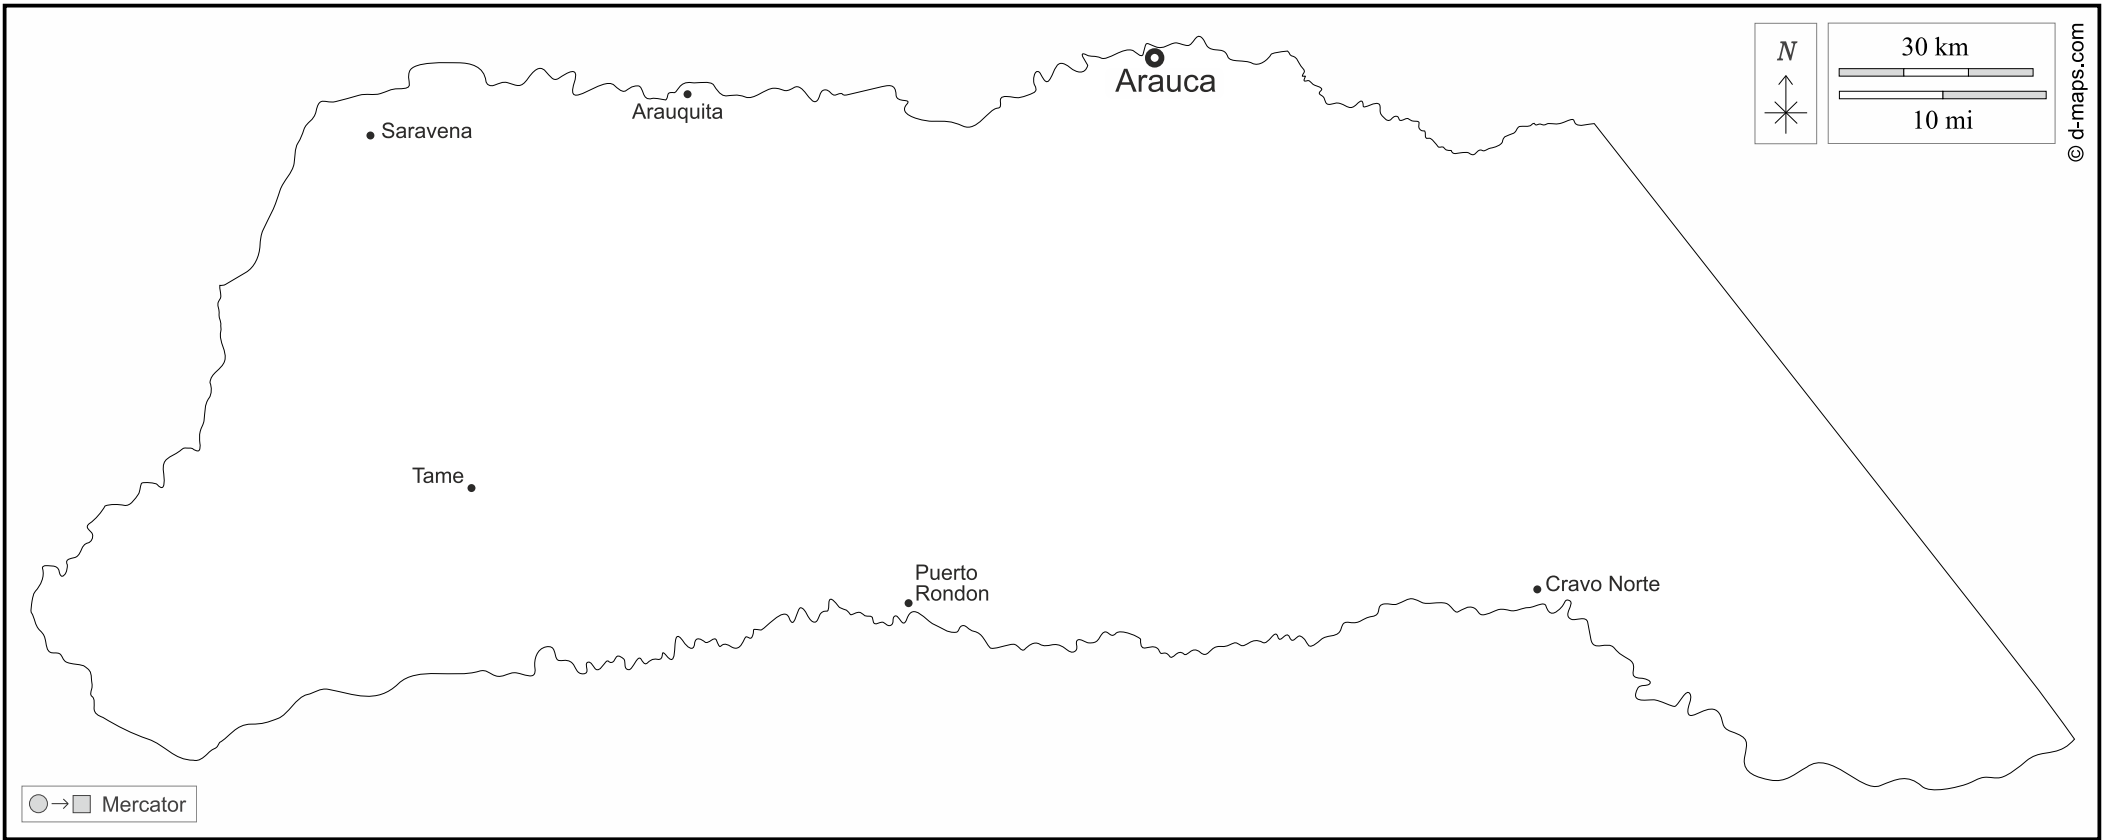 N
30 km
10 mi
© d-maps.com
Arauca
Arauquita
Saravena
Tame
Puerto
Rondon
Cravo Norte
Mercator